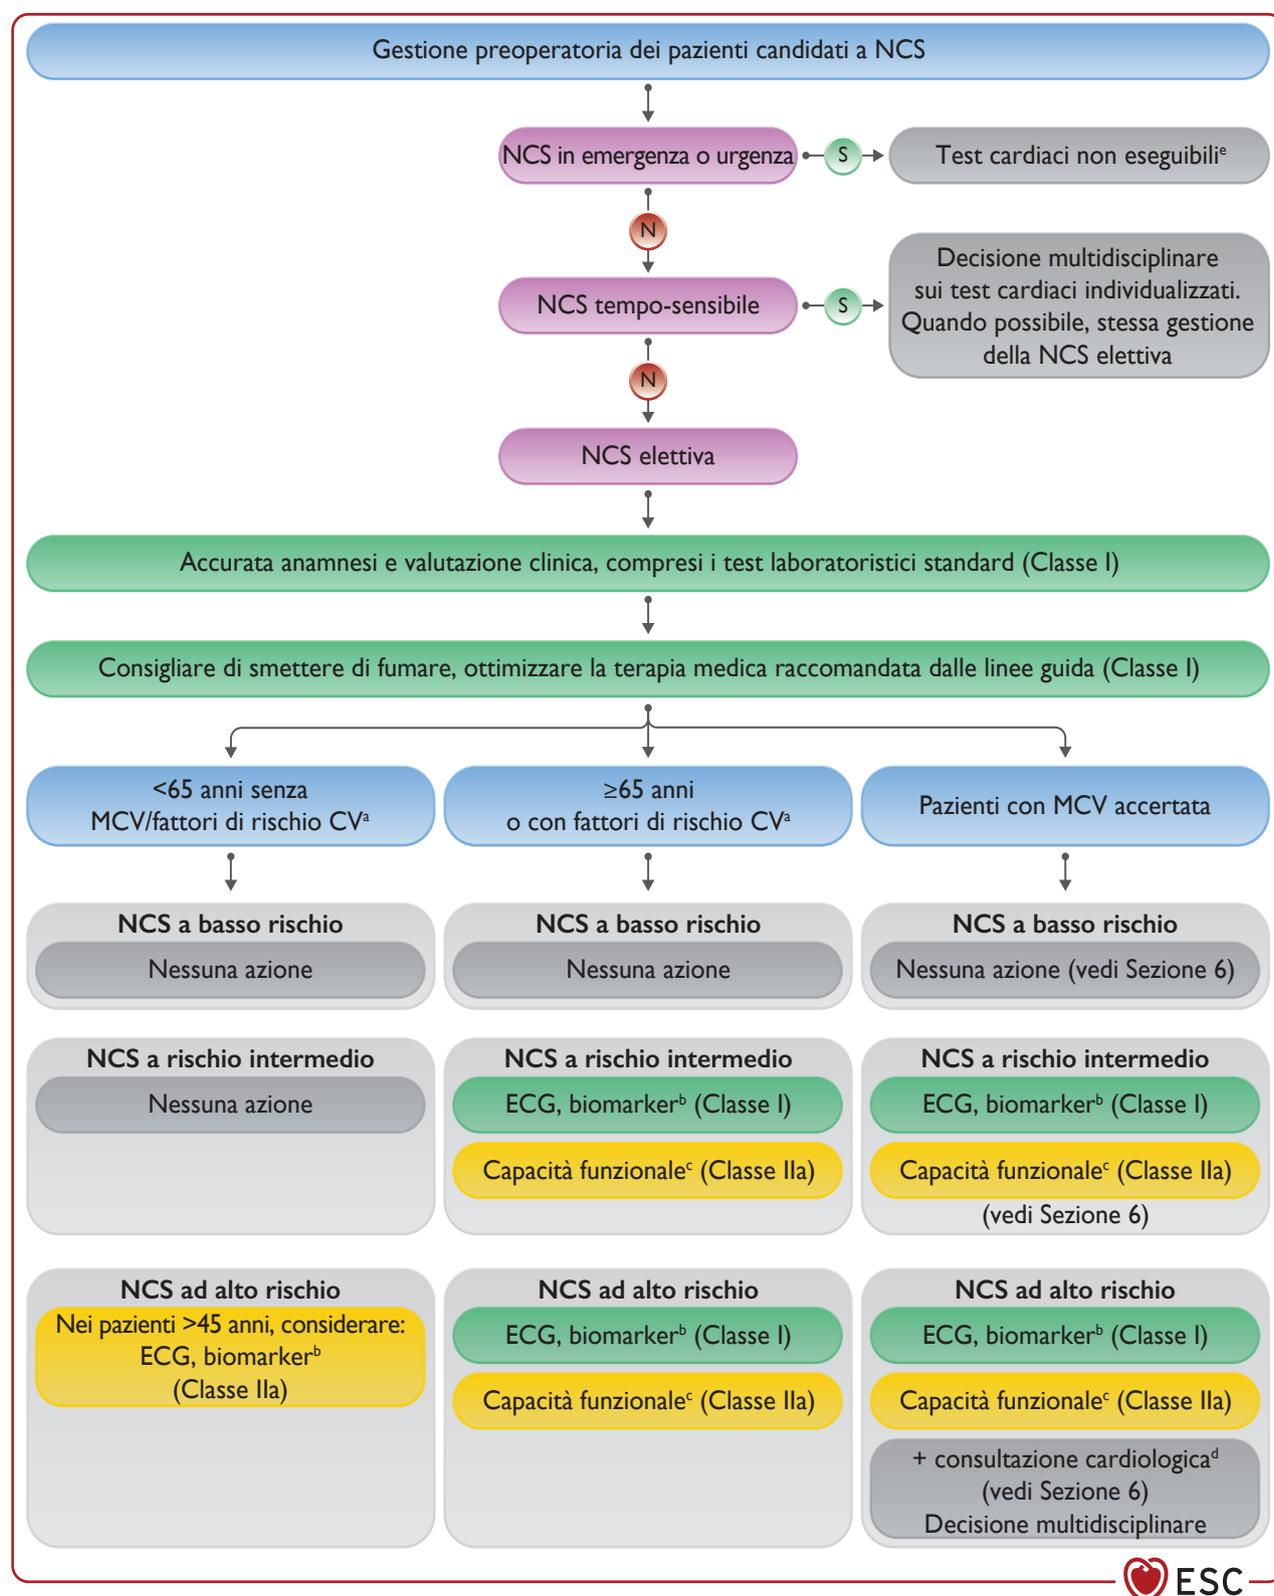 Gestione preoperatoria dei pazienti candidati a NCS
NCS in emergenza o urgenza
S
Test cardiaci non eseguibiliᵉ
N
NCS tempo-sensibile
S
Decisione multidisciplinare
sui test cardiaci individualizzati.
Quando possibile, stessa gestione
della NCS elettiva
N
NCS elettiva
Accurata anamnesi e valutazione clinica, compresi i test laboratoristici standard (Classe I)
Consigliare di smettere di fumare, ottimizzare la terapia medica raccomandata dalle linee guida (Classe I)
<65 anni senza
MCV/fattori di rischio CVᵃ
≥65 anni
o con fattori di rischio CVᵃ
Pazienti con MCV accertata
NCS a basso rischio
Nessuna azione
NCS a basso rischio
Nessuna azione
NCS a basso rischio
Nessuna azione (vedi Sezione 6)
NCS a rischio intermedio
Nessuna azione
NCS a rischio intermedio
ECG, biomarkerᵇ (Classe I)
Capacità funzionaleᶜ (Classe IIa)
NCS a rischio intermedio
ECG, biomarkerᵇ (Classe I)
Capacità funzionaleᶜ (Classe IIa)
(vedi Sezione 6)
NCS ad alto rischio
Nei pazienti >45 anni, considerare:
ECG, biomarkerᵇ
(Classe IIa)
NCS ad alto rischio
ECG, biomarkerᵇ (Classe I)
Capacità funzionaleᶜ (Classe IIa)
NCS ad alto rischio
ECG, biomarkerᵇ (Classe I)
Capacità funzionaleᶜ (Classe IIa)
+ consultazione cardiologicaᵈ
(vedi Sezione 6)
Decisione multidisciplinare
ESC